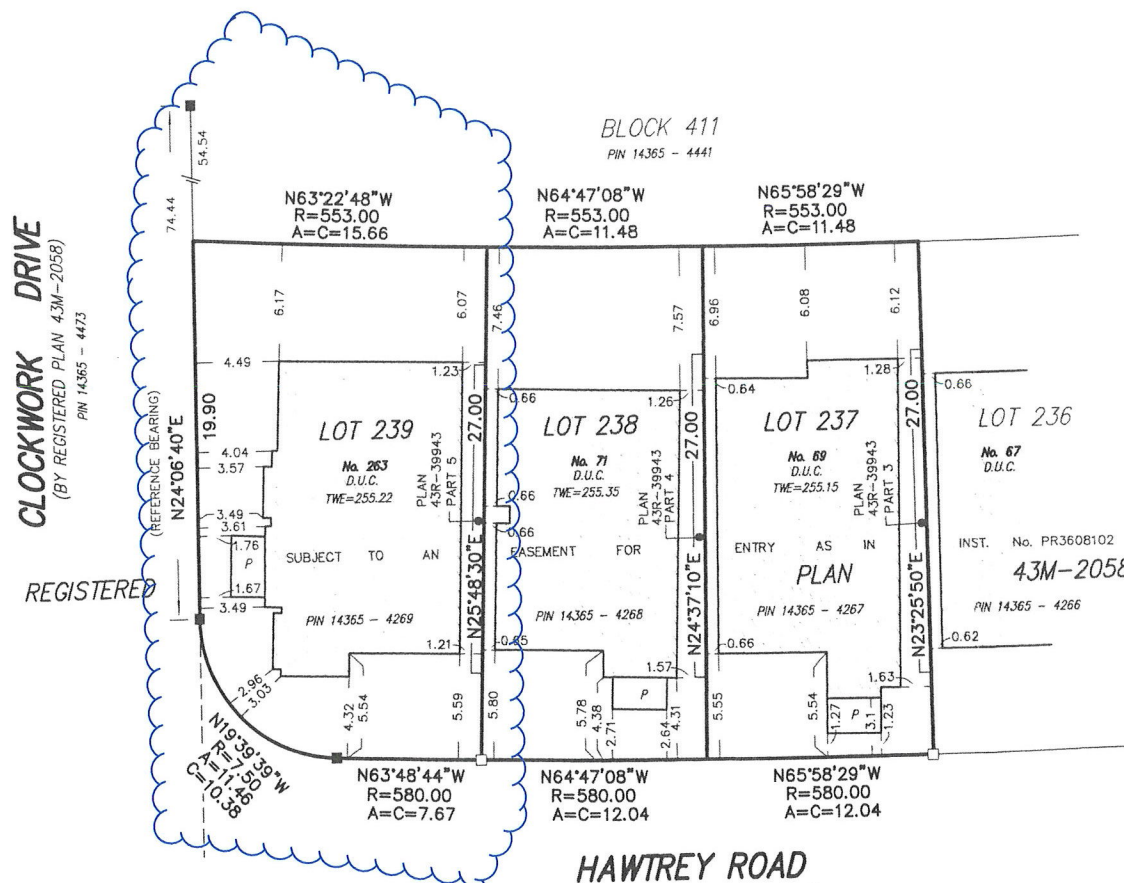 BLOCK 411
PIN 14365 - 4441
54.54
74.44
N63°22'48"W
R=553.00
A=C=15.66
N64°47'08"W
R=553.00
A=C=11.48
N65°58'29"W
R=553.00
A=C=11.48
CLOCKWORK DRIVE
(BY REGISTERED PLAN 43M-2058)
PIN 14365 - 4473
(REFERENCE BEARING)
N24°06'40"E
19.90
6.17
6.07
7.46
7.57
6.96
6.08
6.12
4.49
1.23
0.66
1.26
0.64
1.28
0.66
27.00
27.00
27.00
LOT 239
No. 263
D.U.C.
TWE=255.22
PLAN
43R-39943
PART 5
LOT 238
No. 71
D.U.C.
TWE=255.35
PLAN
43R-39943
PART 4
LOT 237
No. 69
D.U.C.
TWE=255.15
PLAN
43R-39943
PART 3
LOT 236
No. 67
D.U.C.
4.04
3.57
3.49
3.61
0.66
0.66
1.76
P
1.67
3.49
SUBJECT TO AN EASEMENT FOR ENTRY AS IN INST. No. PR3608102
REGISTERED PLAN 43M-2058
PIN 14365 - 4269
PIN 14365 - 4268
PIN 14365 - 4267
PIN 14365 - 4266
N25°48'30"E
N24°37'10"E
N23°25'50"E
1.21
0.65
1.57
0.66
1.63
0.62
2.96
3.03
4.32
5.54
5.59
5.80
5.78
4.38
2.71
P
2.64
4.31
5.55
5.54
1.27
P
3.1
1.23
N19°39'39"W
R=7.50
A=11.46
C=10.38
N63°48'44"W
R=580.00
A=C=7.67
N64°47'08"W
R=580.00
A=C=12.04
N65°58'29"W
R=580.00
A=C=12.04
HAWTREY ROAD